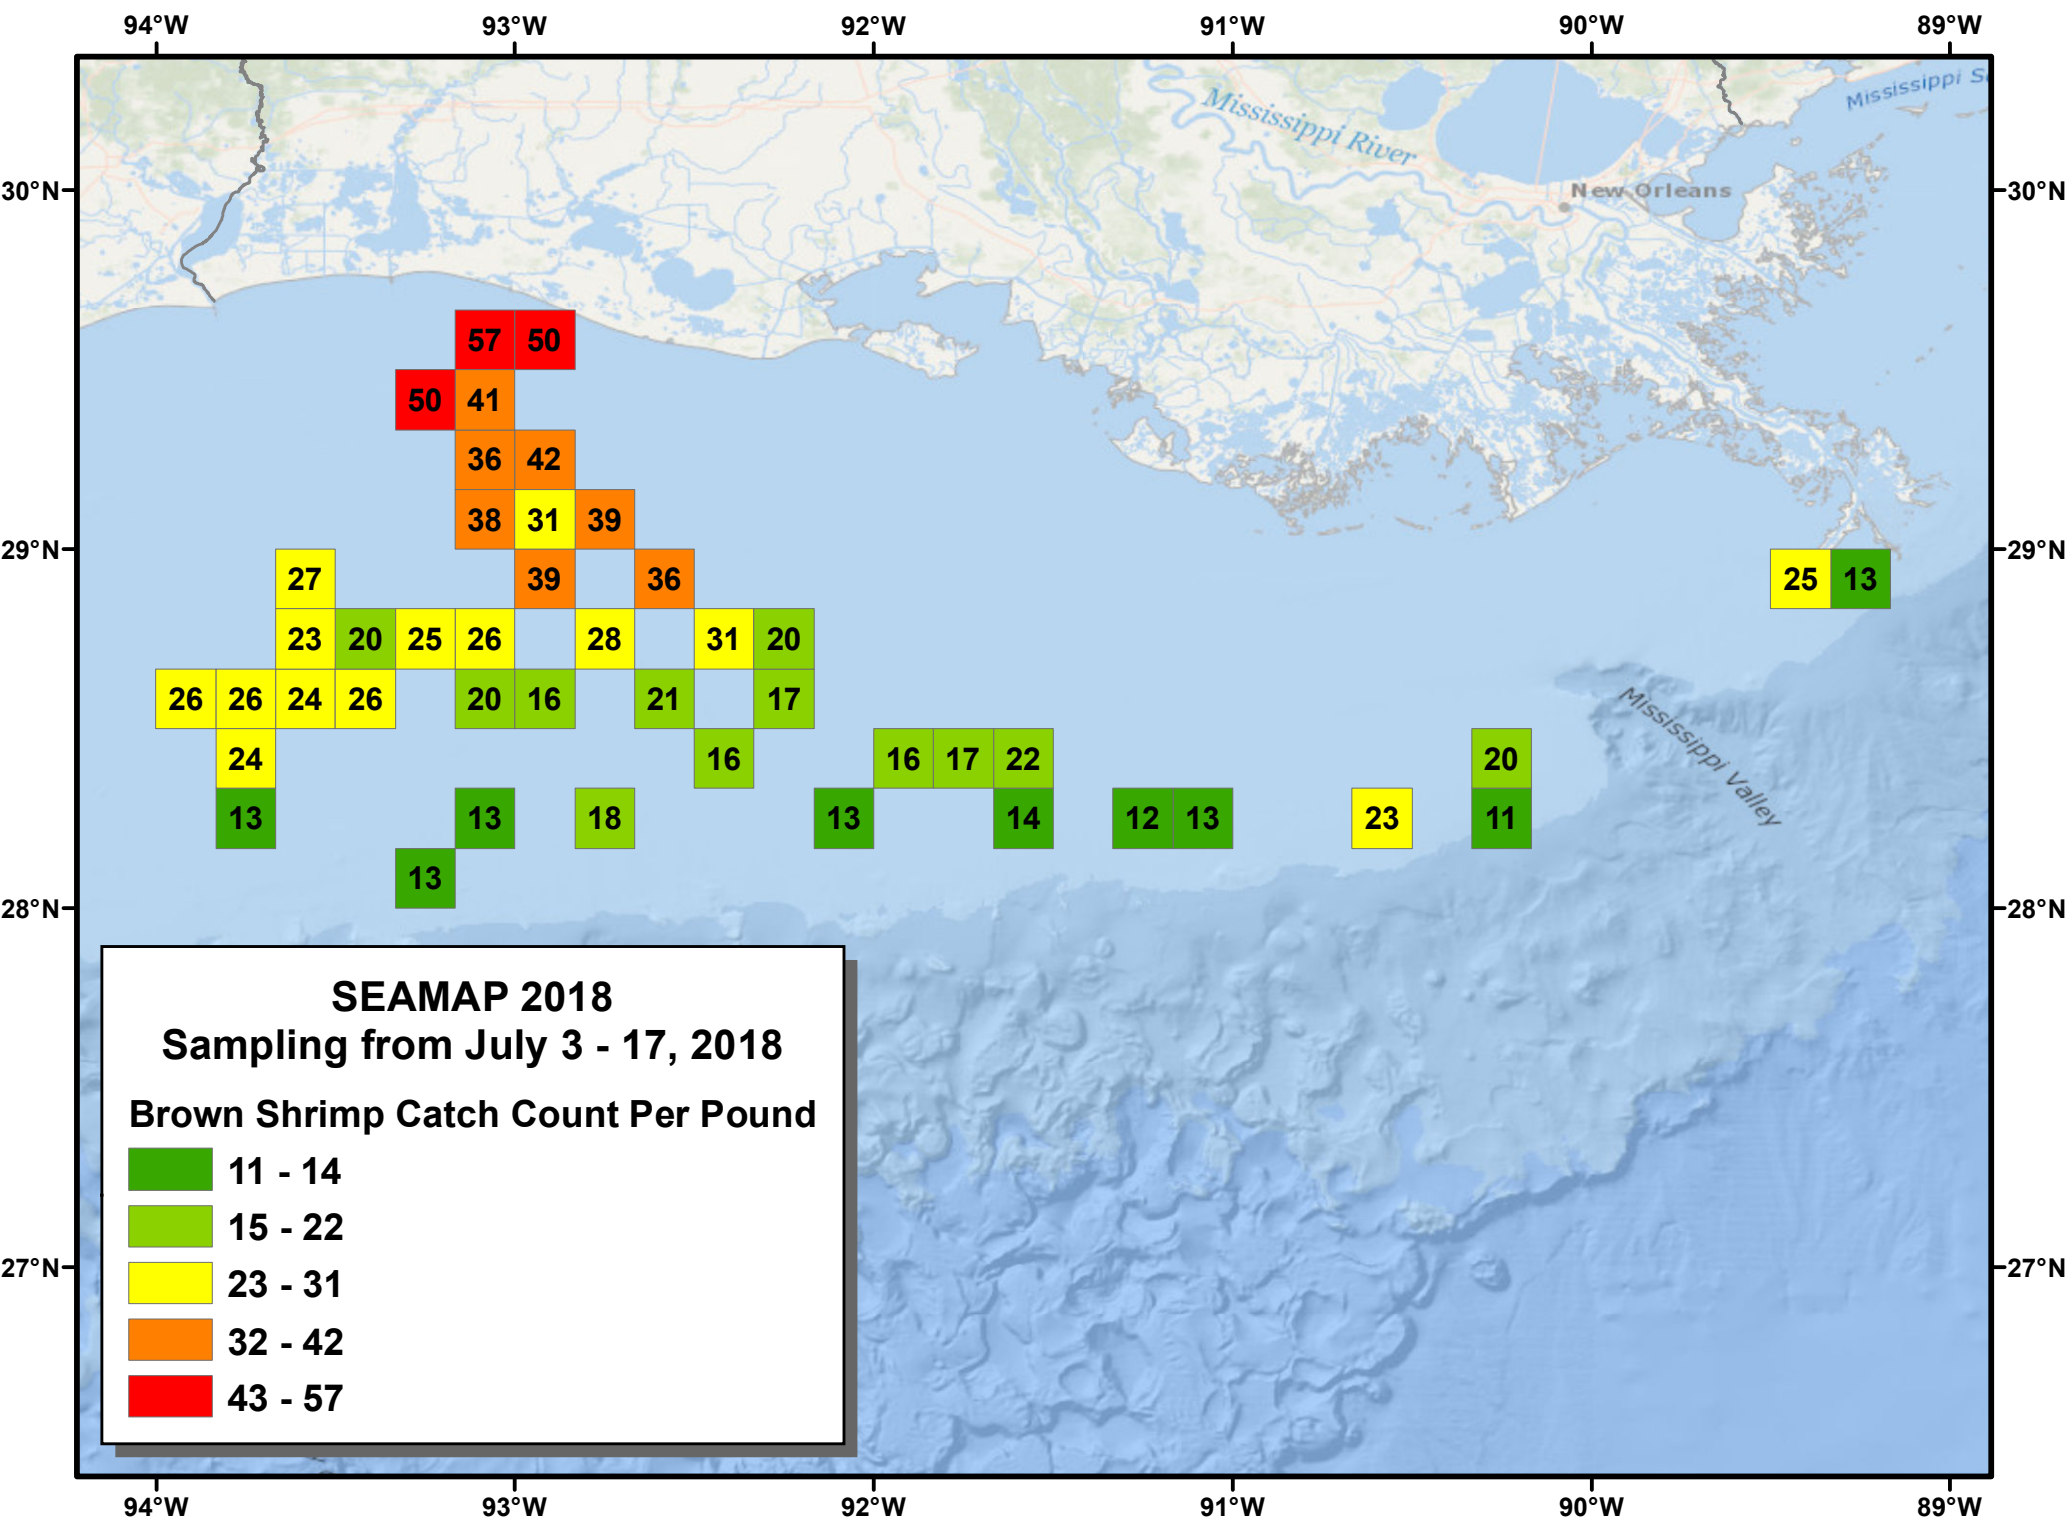 94°W 93°W 92°W 91°W 90°W 89°W
Mississippi S
Mississippi River
30°N New Orleans 30°N
57 50
50 41
36 42
38 31 39
29°N 29°N
27 39 36 25 13
23 20 25 26 28 31 20
26 26 24 26 20 16 21 17
Mississippi Valley
24 16 16 17 22 20
13 13 18 13 14 12 13 23 11
13
28°N 28°N
SEAMAP 2018
Sampling from July 3 - 17, 2018
Brown Shrimp Catch Count Per Pound
11 - 14
15 - 22
27°N 27°N
23 - 31
32 - 42
43 - 57
94°W 93°W 92°W 91°W 90°W 89°W